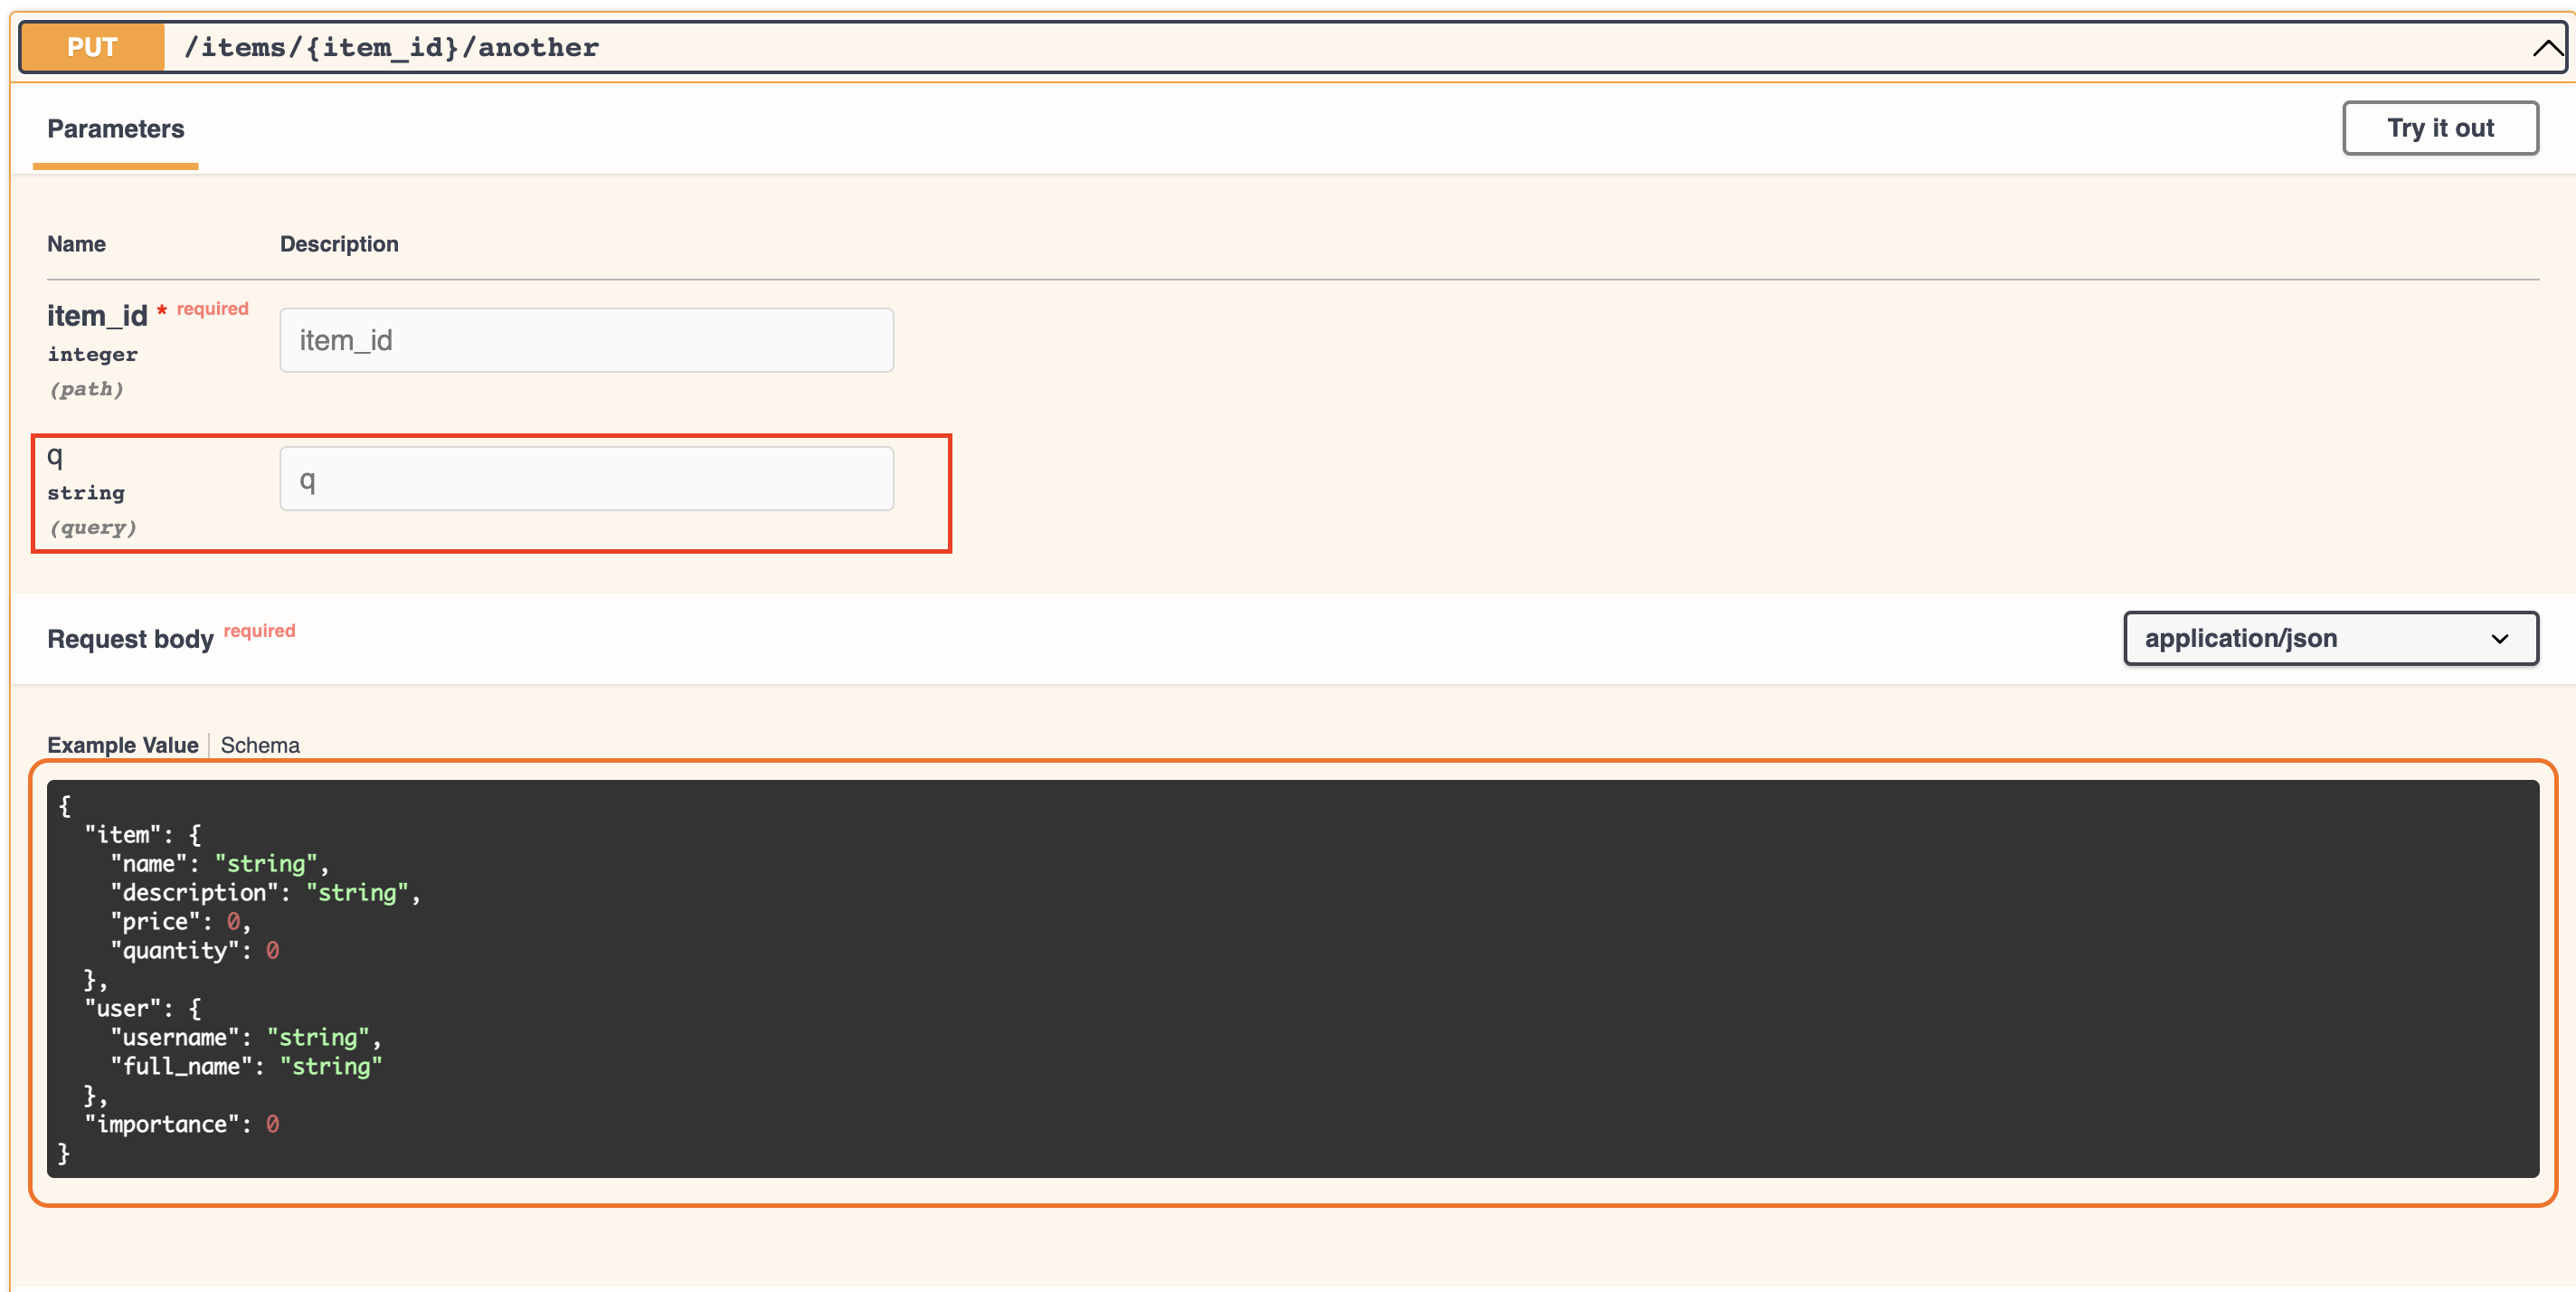 PUT /items/{item_id}/another
Parameters
Try it out
Name Description
item_id * required
item_id
integer
(path)
q
q
string
(query)
Request body required
application/json
Example Value Schema
{
  "item": {
    "name": "string",
    "description": "string",
    "price": 0,
    "quantity": 0
  },
  "user": {
    "username": "string",
    "full_name": "string"
  },
  "importance": 0
}